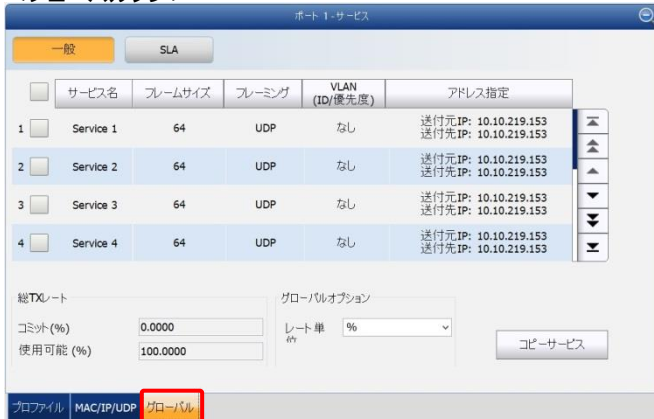 ポート 1 -サービス
一般
SLA
サービス名 フレームサイズ フレーミング VLAN (ID/優先度) アドレス指定
1 Service 1 64 UDP なし 送付元IP: 10.10.219.153
送付先IP: 10.10.219.153
2 Service 2 64 UDP なし 送付元IP: 10.10.219.153
送付先IP: 10.10.219.153
3 Service 3 64 UDP なし 送付元IP: 10.10.219.153
送付先IP: 10.10.219.153
4 Service 4 64 UDP なし 送付元IP: 10.10.219.153
送付先IP: 10.10.219.153
総TXレート
グローバルオプション
コミット(%) 0.0000
レート単位 %
使用可能 (%) 100.0000
コピーサービス
プロファイル MAC/IP/UDP グローバル